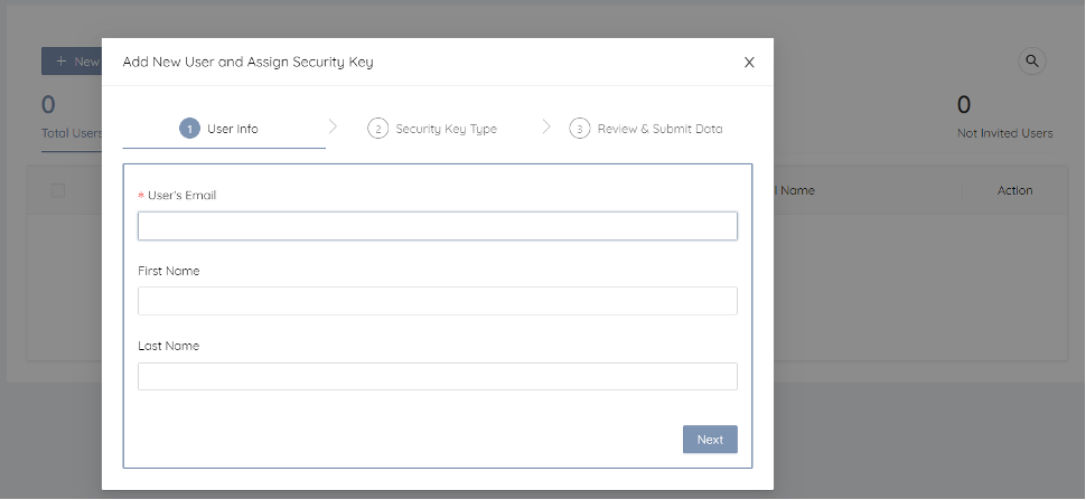 + New
Add New User and Assign Security Key
X
0
Total Users
0
Not Invited Users
1 User Info
2 Security Key Type
3 Review & Submit Data
Name
Action
* User's Email
First Name
Last Name
Next